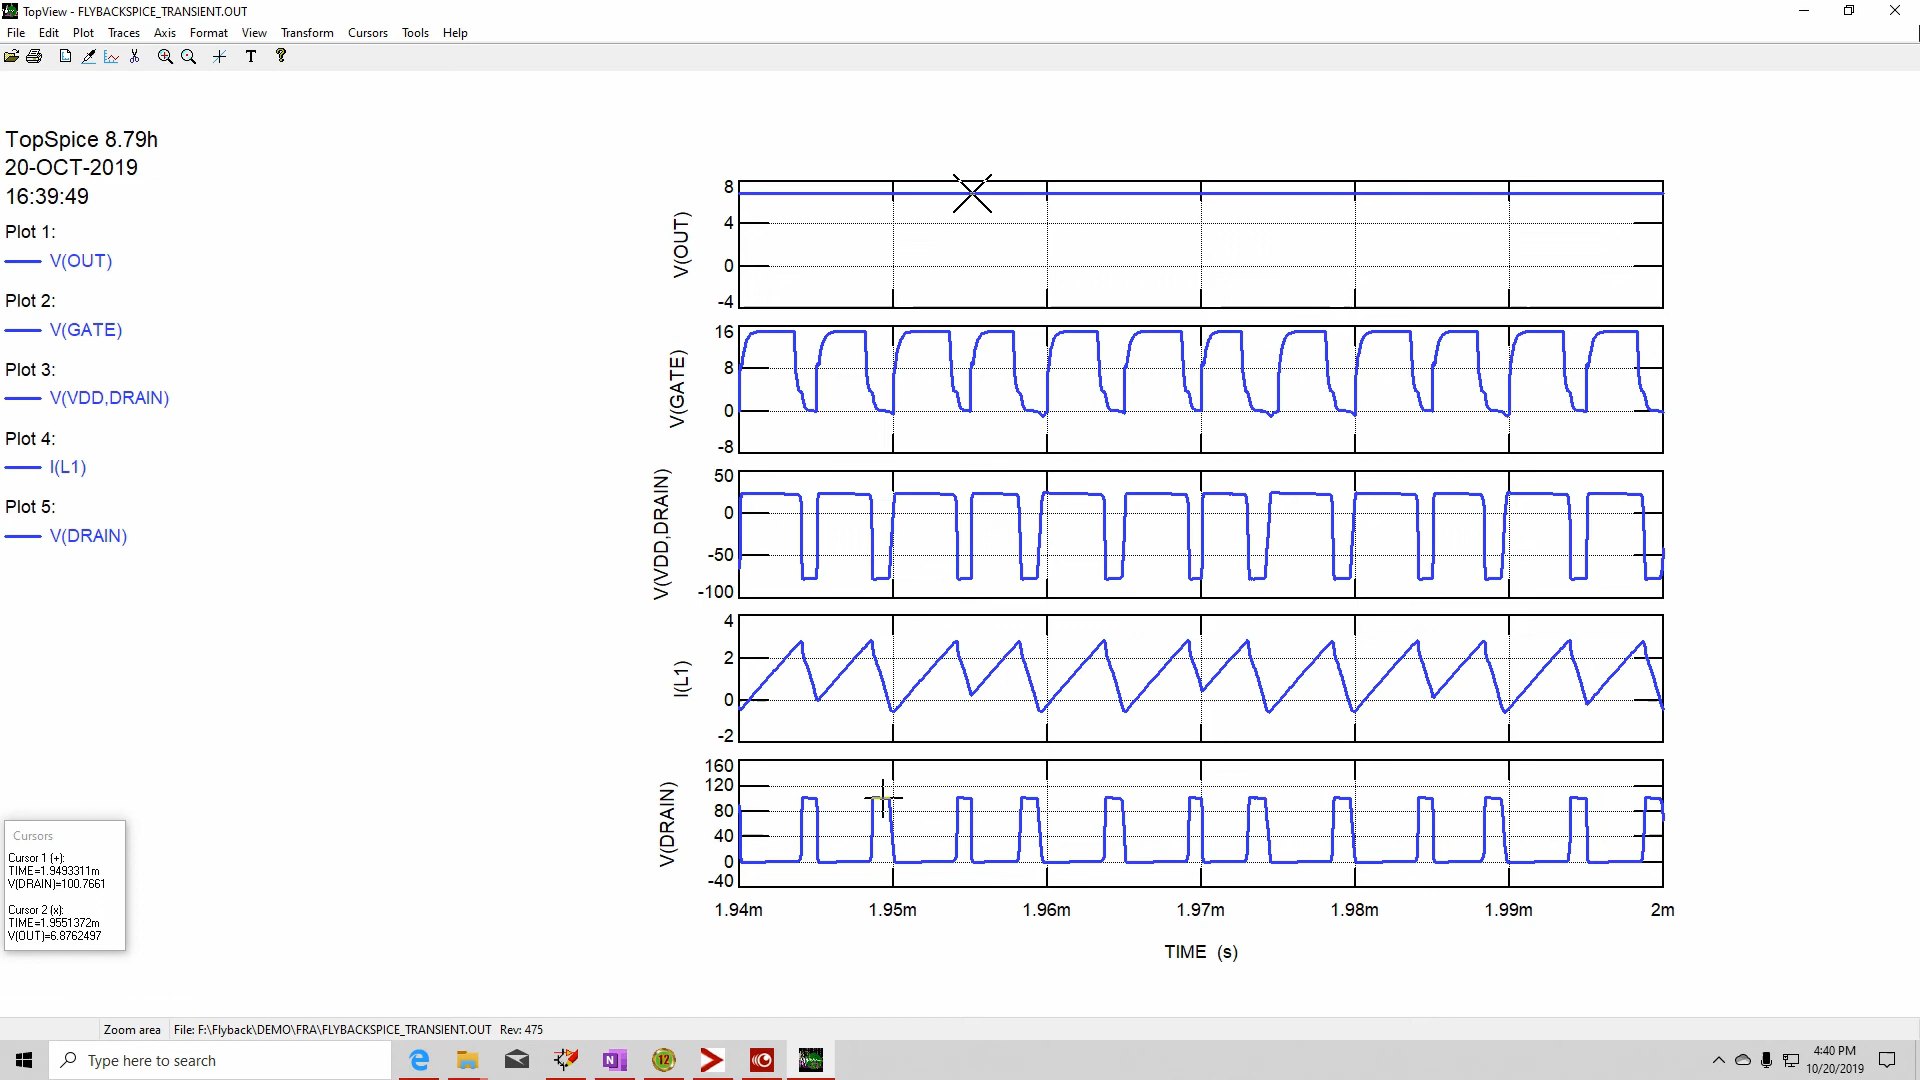 TopView - FLYBACKSPICE_TRANSIENT.OUT
File Edit Plot Traces Axis Format View Transform Cursors Tools Help
T ?
TopSpice 8.79h
20-OCT-2019
16:39:49
Plot 1:
V(OUT)
Plot 2:
V(GATE)
Plot 3:
V(VDD,DRAIN)
Plot 4:
I(L1)
Plot 5:
V(DRAIN)
V(OUT)
8
4
0
-4
V(GATE)
16
8
0
-8
V(VDD,DRAIN)
50
0
-50
-100
I(L1)
4
2
0
-2
V(DRAIN)
160
120
80
40
0
-40
1.94m 1.95m 1.96m 1.97m 1.98m 1.99m 2m
TIME (s)
Cursors
Cursor 1 (+):
TIME=1.9493311m
V(DRAIN)=100.7661
Cursor 2 (x):
TIME=1.9551372m
V(OUT)=6.8762497
Zoom area File: F:\Flyback\DEMO\FRA\FLYBACKSPICE_TRANSIENT.OUT Rev: 475
Type here to search
N
12
4:40 PM
10/20/2019